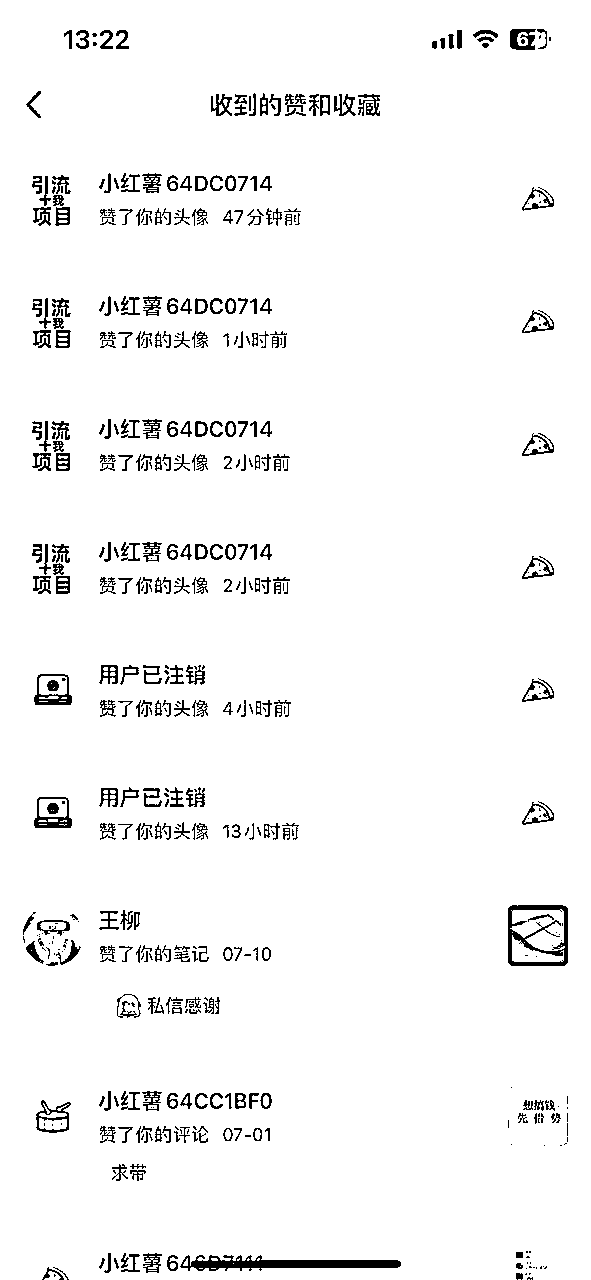 13:22
67
收到的赞和收藏
引流
+我
项目
小红薯64DC0714
赞了你的头像 47分钟前
引流
+我
项目
小红薯64DC0714
赞了你的头像 1小时前
引流
+我
项目
小红薯64DC0714
赞了你的头像 2小时前
引流
+我
项目
小红薯64DC0714
赞了你的头像 2小时前
用户已注销
赞了你的头像 4小时前
用户已注销
赞了你的头像 13小时前
王柳
赞了你的笔记 07-10
私信感谢
小红薯64CC1BF0
赞了你的评论 07-01
求带
想搞钱
先 借 势
小红薯